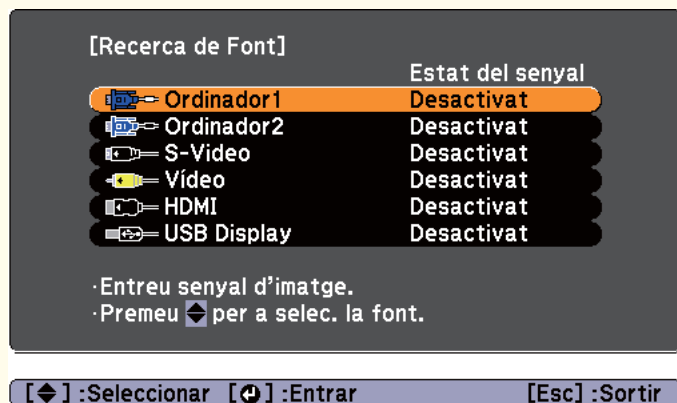 [Recerca de Font]
Estat del senyal
Ordinador1 Desactivat
Ordinador2 Desactivat
S-Video Desactivat
Vídeo Desactivat
HDMI Desactivat
USB Display Desactivat
·Entreu senyal d'imatge.
·Premeu per a selec. la font.
[ ] :Seleccionar [ ] :Entrar [Esc] :Sortir